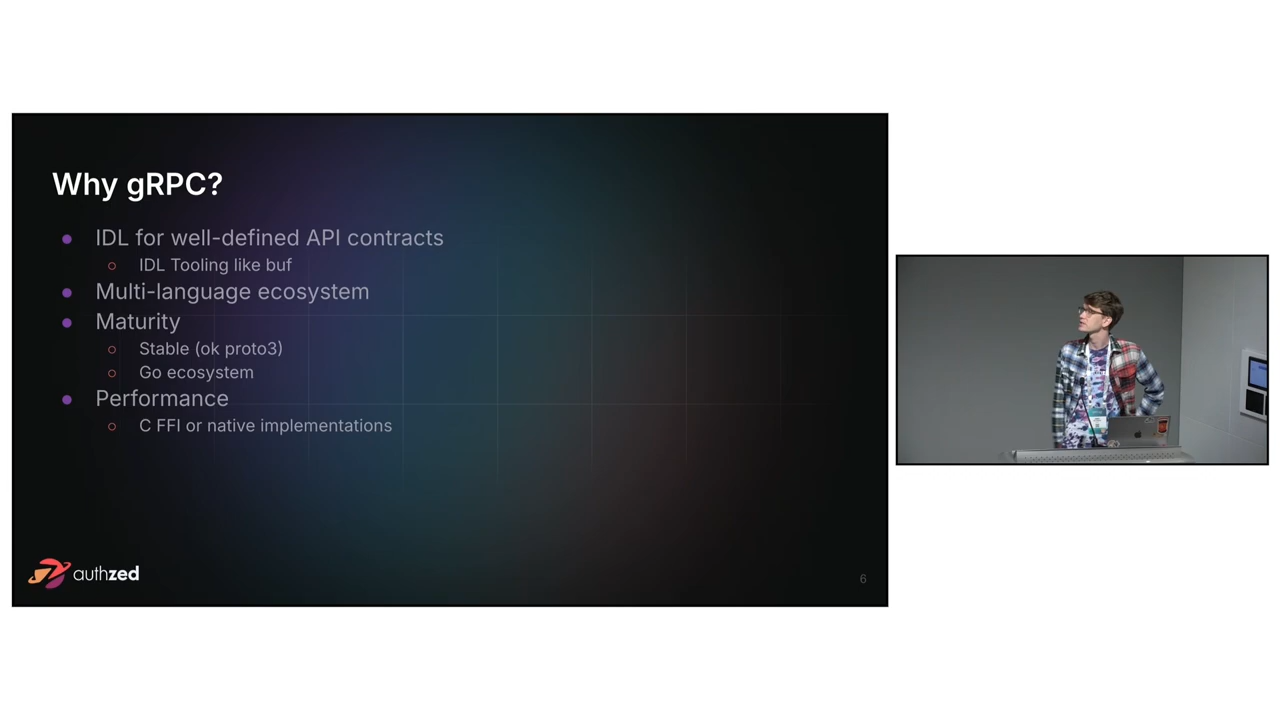 Why gRPC?
IDL for well-defined API contracts
IDL Tooling like buf
Multi-language ecosystem
Maturity
Stable (ok proto3)
Go ecosystem
Performance
C FFI or native implementations
authzed
6